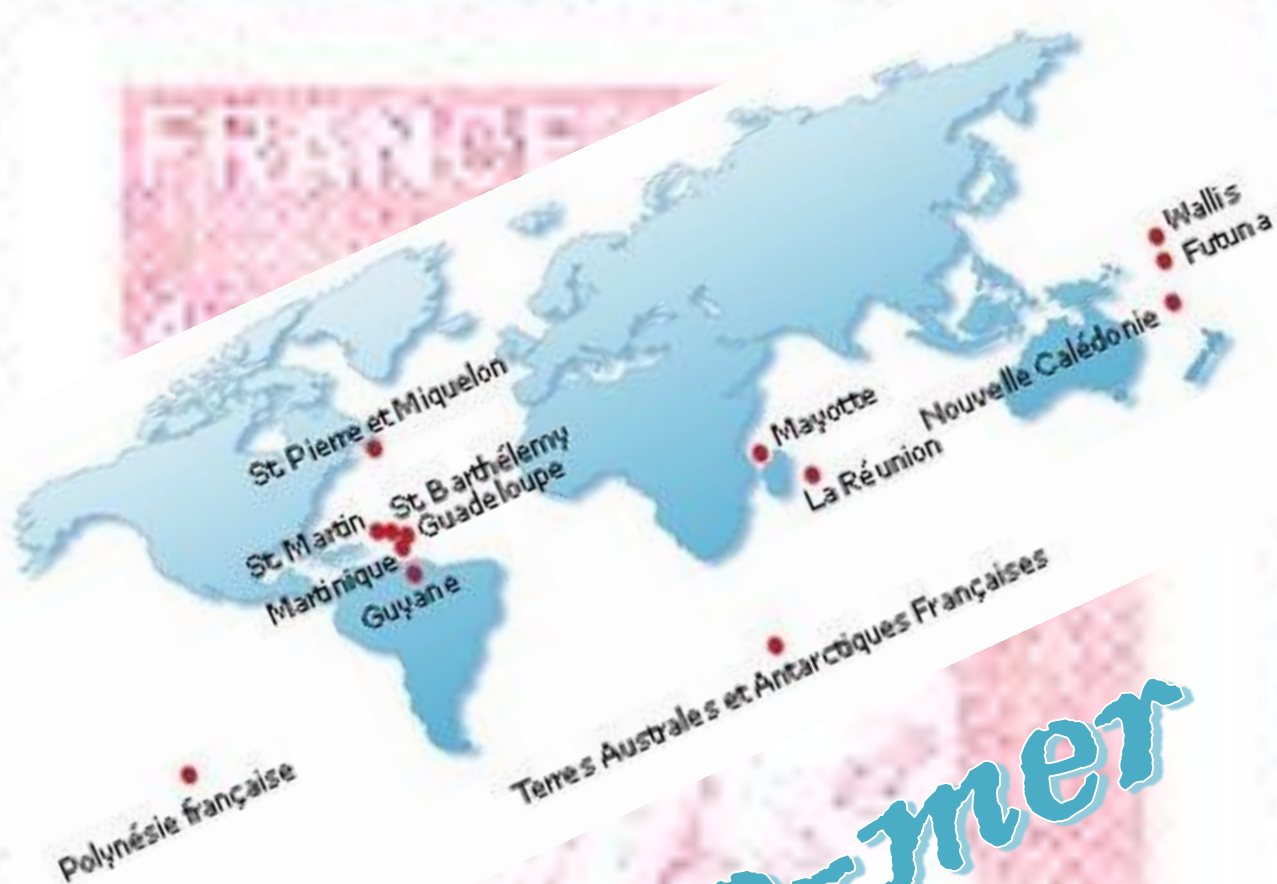 FRANCE
Wallis
Futuna
Nouvelle Calédonie
St Pierre et Miquelon
Mayotte
La Réunion
St Barthélemy
Guadeloupe
St Martin
Martinique
Guyane
Terres Australes et Antarctiques Françaises
Polynésie française
-mer